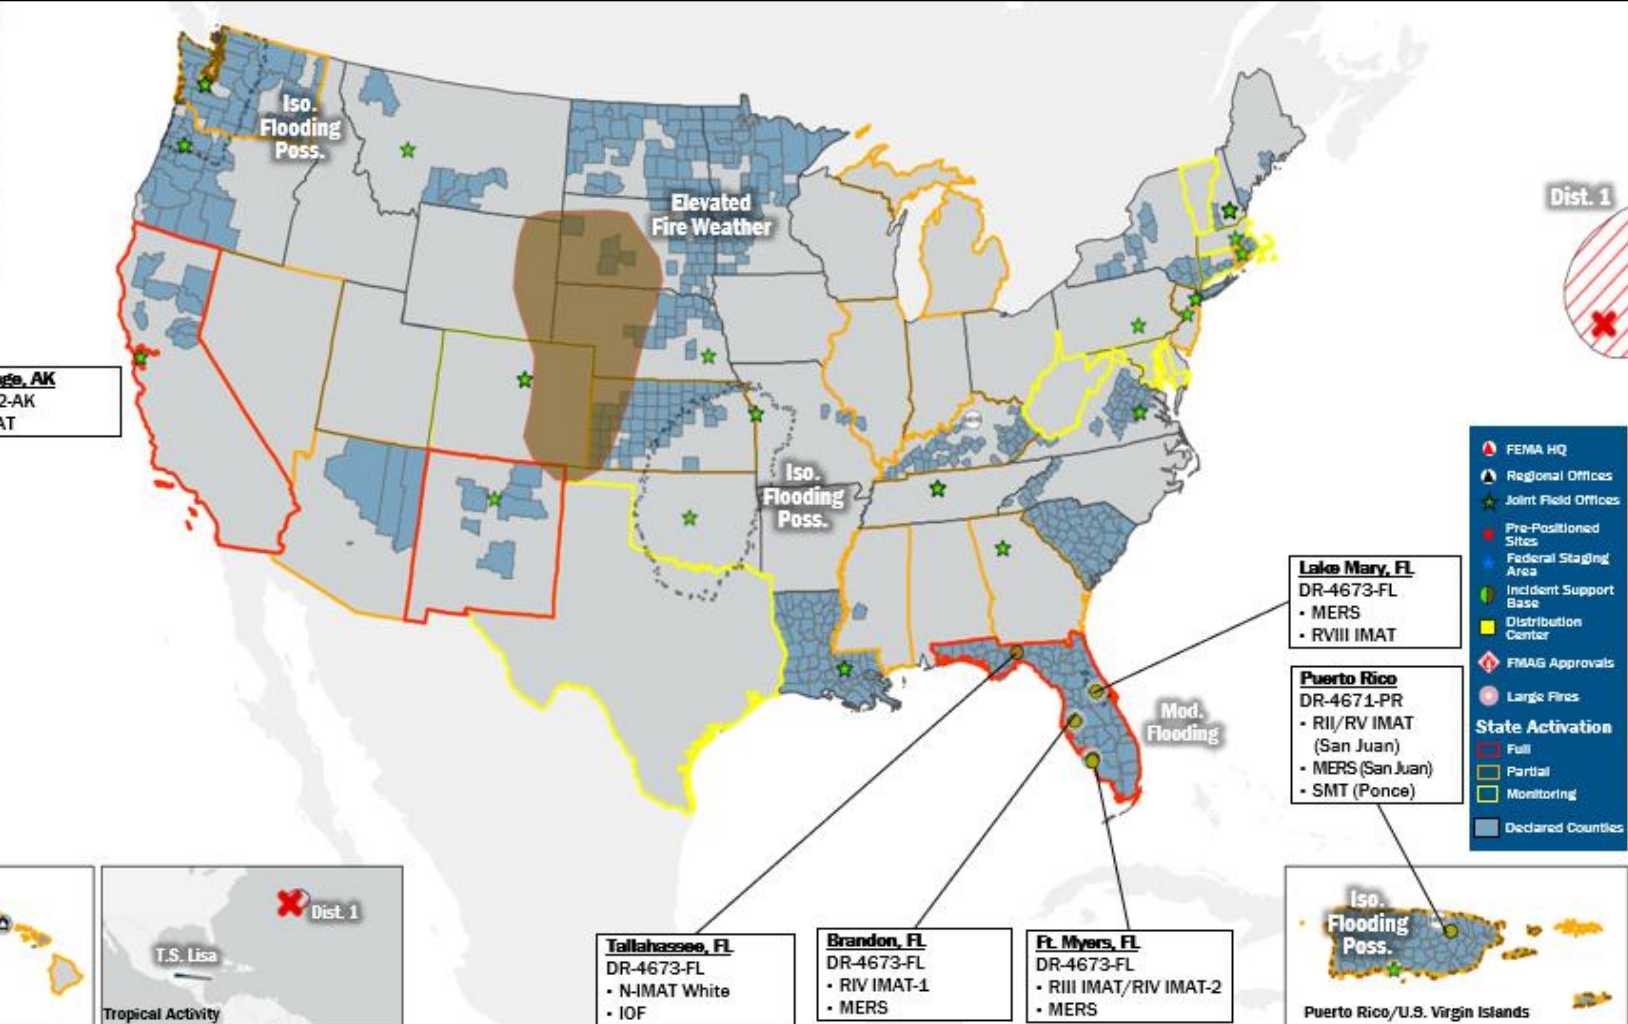 Iso.
Flooding
Poss.
Elevated
Fire Weather
Dist. 1
AK
2-AK
AT
Iso.
Flooding
Poss.
FEMA HQ
Regional Offices
Joint Field Offices
Pre-Positioned
Sites
Federal Staging
Area
Incident Support
Base
Distribution
Center
FMAG Approvals
Large Fires
State Activation
Full
Partial
Monitoring
Declared Counties
Lake Mary, FL
DR-4673-FL
• MERS
• RVIII IMAT
Puerto Rico
DR-4671-PR
• RII/RV IMAT
(San Juan)
• MERS (San Juan)
• SMT (Ponce)
Mod.
Flooding
Dist. 1
T.S. Lisa
Tropical Activity
Tallahassee, FL
DR-4673-FL
• N-IMAT White
• IOF
Brandon, FL
DR-4673-FL
• RIV IMAT-1
• MERS
Ft. Myers, FL
DR-4673-FL
• RIII IMAT/RIV IMAT-2
• MERS
Iso.
Flooding
Poss.
Puerto Rico/U.S. Virgin Islands